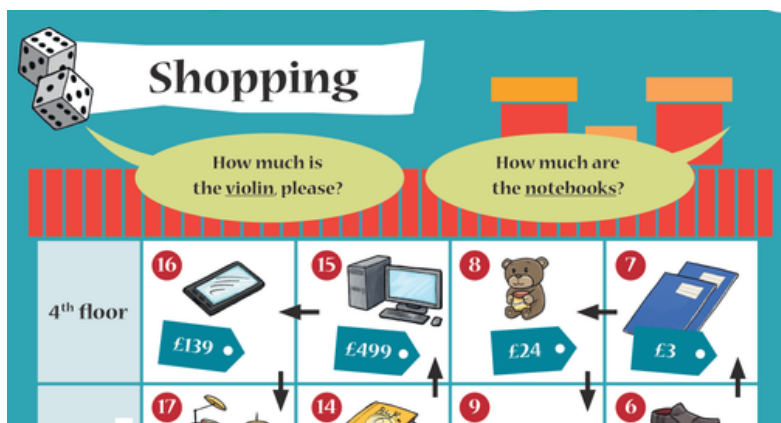 Shopping
How much is
the violin, please?
How much are
the notebooks?
16
15
8
7
4th floor
£139
£499
£24
£3
17
14
9
6